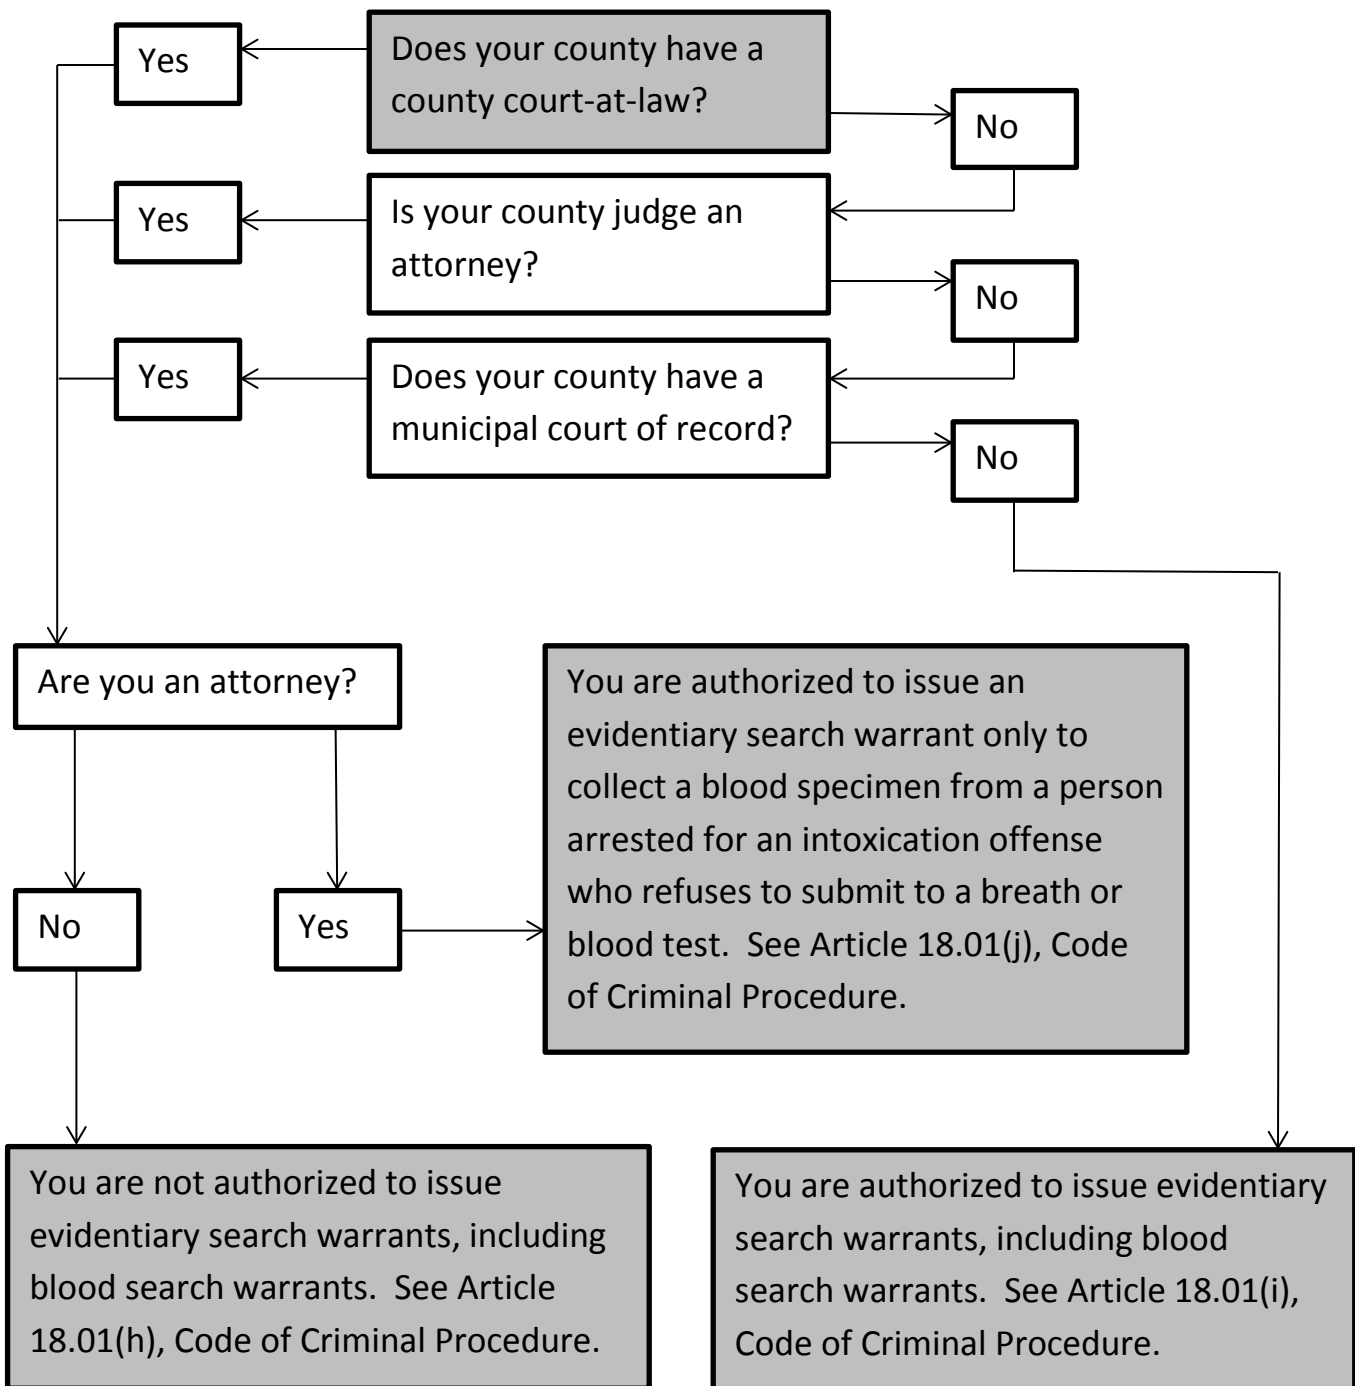 Yes
Does your county have a
county court-at-law?
No
Yes
Is your county judge an
attorney?
No
Yes
Does your county have a
municipal court of record?
No
Are you an attorney?
No
Yes
You are authorized to issue an
evidentiary search warrant only to
collect a blood specimen from a person
arrested for an intoxication offense
who refuses to submit to a breath or
blood test.  See Article 18.01(j), Code
of Criminal Procedure.
You are not authorized to issue
evidentiary search warrants, including
blood search warrants.  See Article
18.01(h), Code of Criminal Procedure.
You are authorized to issue evidentiary
search warrants, including blood
search warrants.  See Article 18.01(i),
Code of Criminal Procedure.